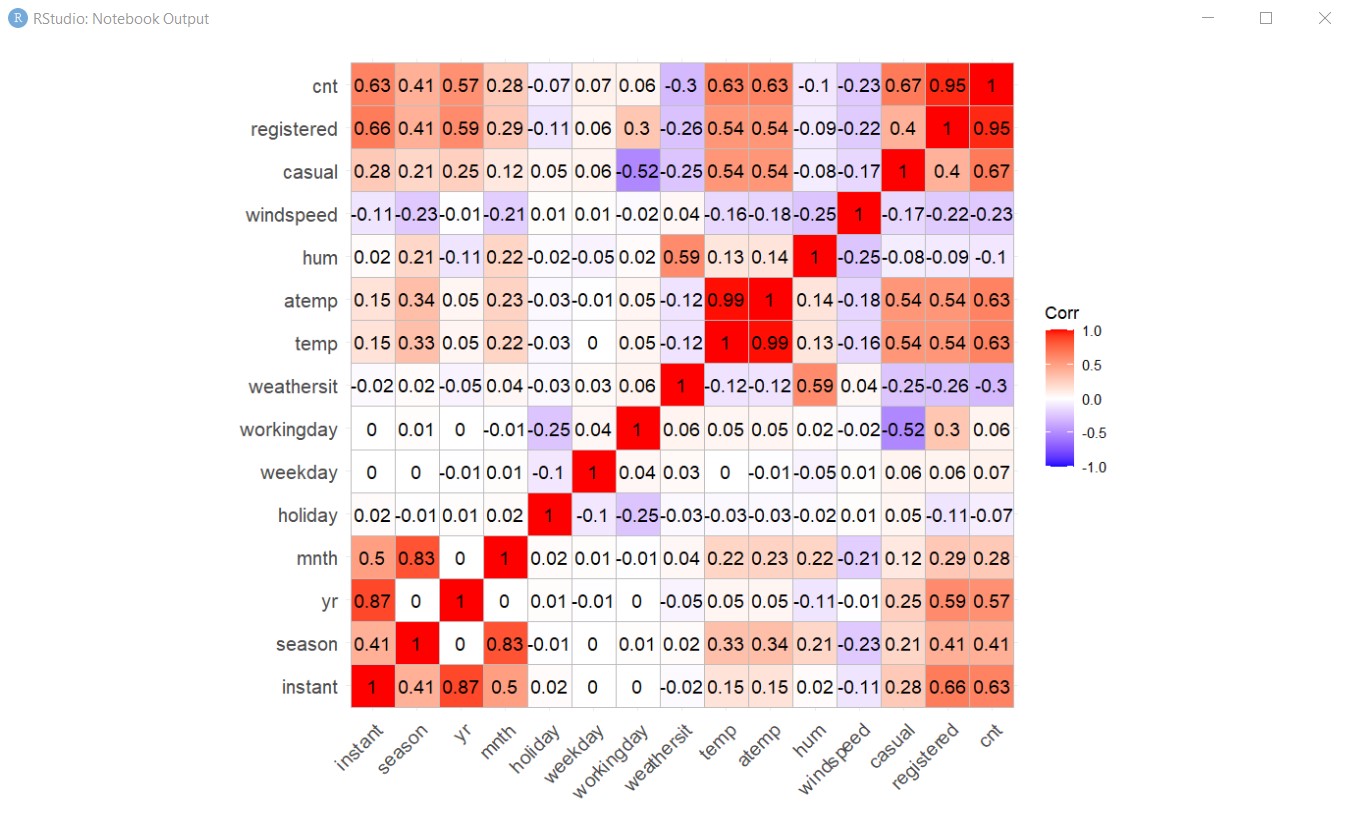 R RStudio: Notebook Output
cnt 0.63 0.41 0.57 0.28 -0.07 0.07 0.06 -0.3 0.63 0.63 -0.1 -0.23 0.67 0.95 1
registered 0.66 0.41 0.59 0.29 -0.11 0.06 0.3 -0.26 0.54 0.54 -0.09 -0.22 0.4 1 0.95
casual 0.28 0.21 0.25 0.12 0.05 0.06 -0.52 -0.25 0.54 0.54 -0.08 -0.17 1 0.4 0.67
windspeed -0.11 -0.23 -0.01 -0.21 0.01 0.01 -0.02 0.04 -0.16 -0.18 -0.25 1 -0.17 -0.22 -0.23
hum 0.02 0.21 -0.11 0.22 -0.02 -0.05 0.02 0.59 0.13 0.14 1 -0.25 -0.08 -0.09 -0.1
atemp 0.15 0.34 0.05 0.23 -0.03 -0.01 0.05 -0.12 0.99 1 0.14 -0.18 0.54 0.54 0.63
temp 0.15 0.33 0.05 0.22 -0.03 0 0.05 -0.12 1 0.99 0.13 -0.16 0.54 0.54 0.63
weathersit -0.02 0.02 -0.05 0.04 -0.03 0.03 0.06 1 -0.12 -0.12 0.59 0.04 -0.25 -0.26 -0.3
workingday 0 0.01 0 -0.01 -0.25 0.04 1 0.06 0.05 0.05 0.02 -0.02 -0.52 0.3 0.06
weekday 0 0 -0.01 0.01 -0.1 1 0.04 0.03 0 -0.01 -0.05 0.01 0.06 0.06 0.07
holiday 0.02 -0.01 0.01 0.02 1 -0.1 -0.25 -0.03 -0.03 -0.03 -0.02 0.01 0.05 -0.11 -0.07
mnth 0.5 0.83 0 1 0.02 0.01 -0.01 0.04 0.22 0.23 0.22 -0.21 0.12 0.29 0.28
yr 0.87 0 1 0 0.01 -0.01 0 -0.05 0.05 0.05 -0.11 -0.01 0.25 0.59 0.57
season 0.41 1 0 0.83 -0.01 0 0.01 0.02 0.33 0.34 0.21 -0.23 0.21 0.41 0.41
instant 1 0.41 0.87 0.5 0.02 0 0 -0.02 0.15 0.15 0.02 -0.11 0.28 0.66 0.63
instant season yr mnth holiday weekday workingday weathersit temp atemp hum windspeed casual registered cnt
Corr
1.0
0.5
0.0
-0.5
-1.0